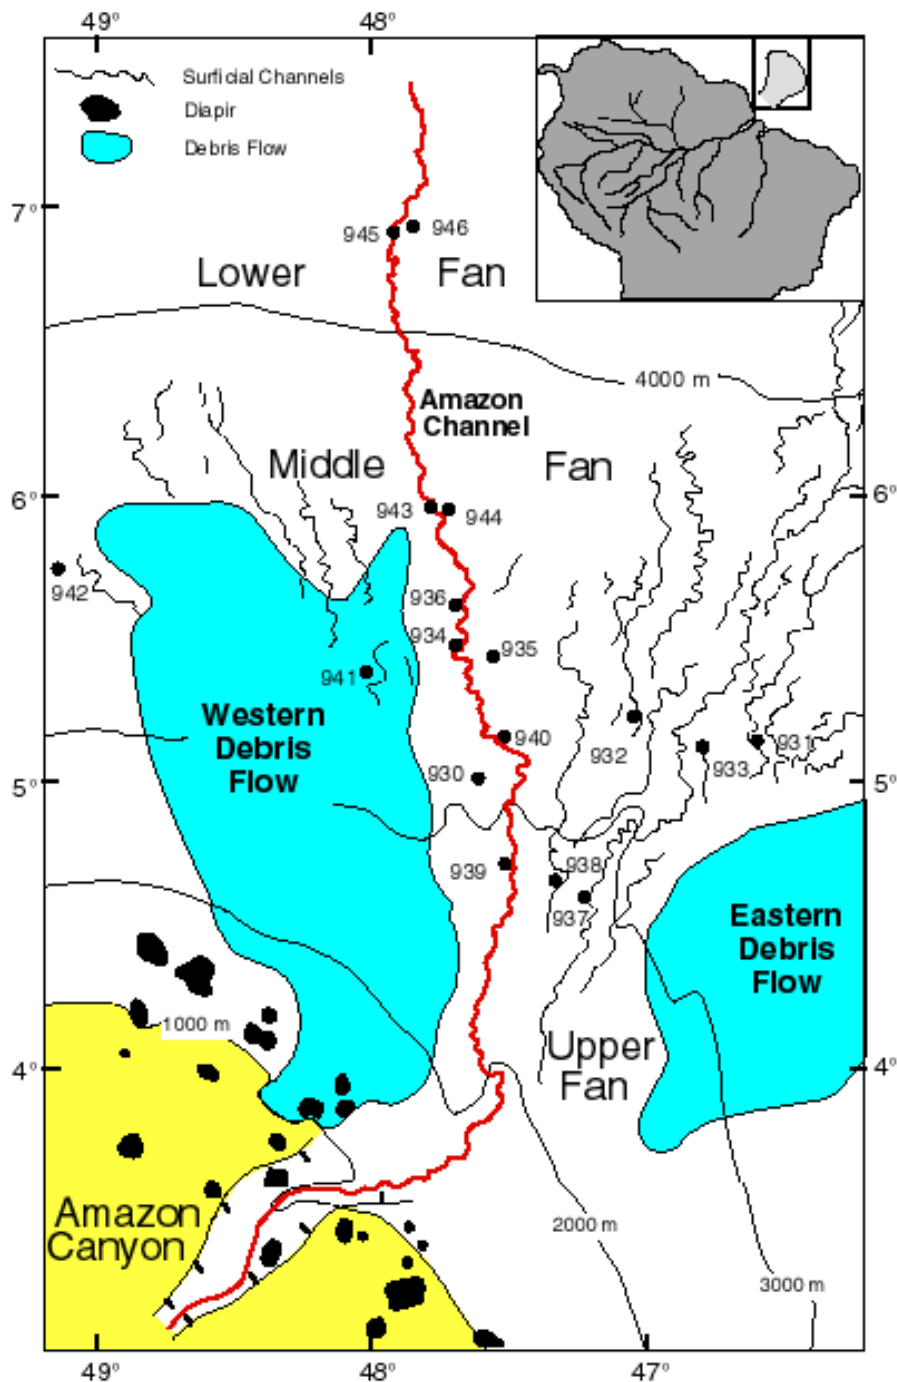 49° 48°
Surficial Channels
Diapir
Debris Flow
7°
945 946
Lower Fan
4000 m
Amazon
Channel
Middle Fan
6° 6°
943 944
942
936
934 935
941
Western
Debris
Flow
940
932 931
933
930
5° 5°
939 938
937
Eastern
Debris
Flow
1000 m
Upper
Fan
4° 4°
Amazon
Canyon
2000 m
3000 m
49° 48° 47°